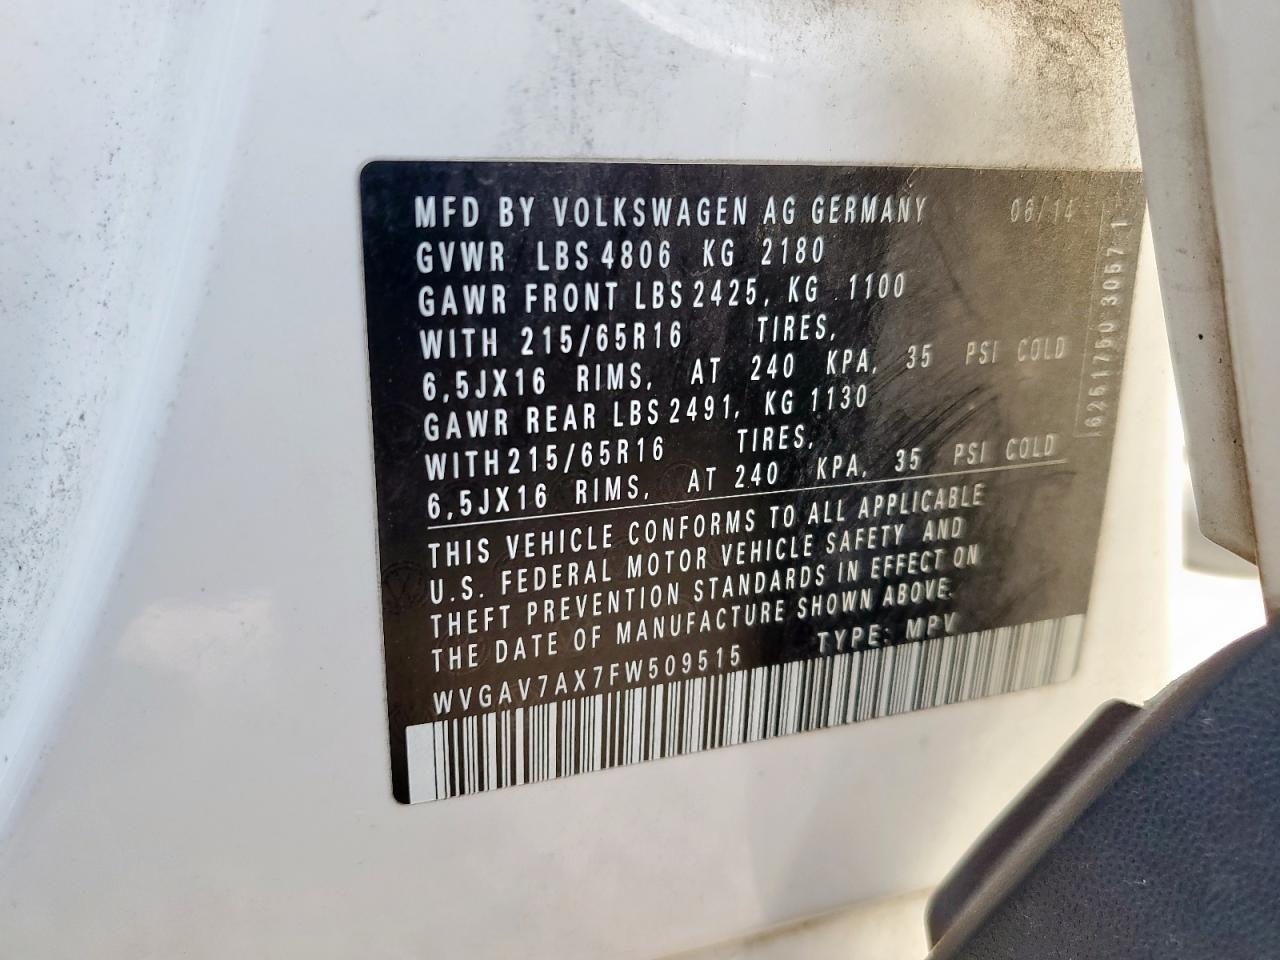 MFD BY VOLKSWAGEN AG GERMANY 06/14
GVWR LBS 4806 KG 2180
GAWR FRONT LBS 2425, KG 1100
WITH 215/65R16 TIRES,
6,5JX16 RIMS, AT 240 KPA, 35 PSI COLD
GAWR REAR LBS 2491, KG 1130
WITH 215/65R16 TIRES,
6,5JX16 RIMS, AT 240 KPA, 35 PSI COLD
THIS VEHICLE CONFORMS TO ALL APPLICABLE
U.S. FEDERAL MOTOR VEHICLE SAFETY AND
THEFT PREVENTION STANDARDS IN EFFECT ON
THE DATE OF MANUFACTURE SHOWN ABOVE.
WVGAV7AX7FW509515 TYPE: MPV